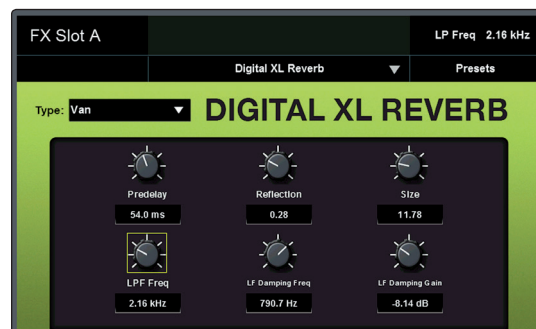 FX Slot A
LP Freq 2.16 kHz
Digital XL Reverb
Presets
Type: Van
DIGITAL XL REVERB
Predelay
Reflection
Size
54.0 ms
0.28
11.78
LPF Freq
LF Damping Freq
LF Damping Gain
2.16 kHz
790.7 Hz
-8.14 dB